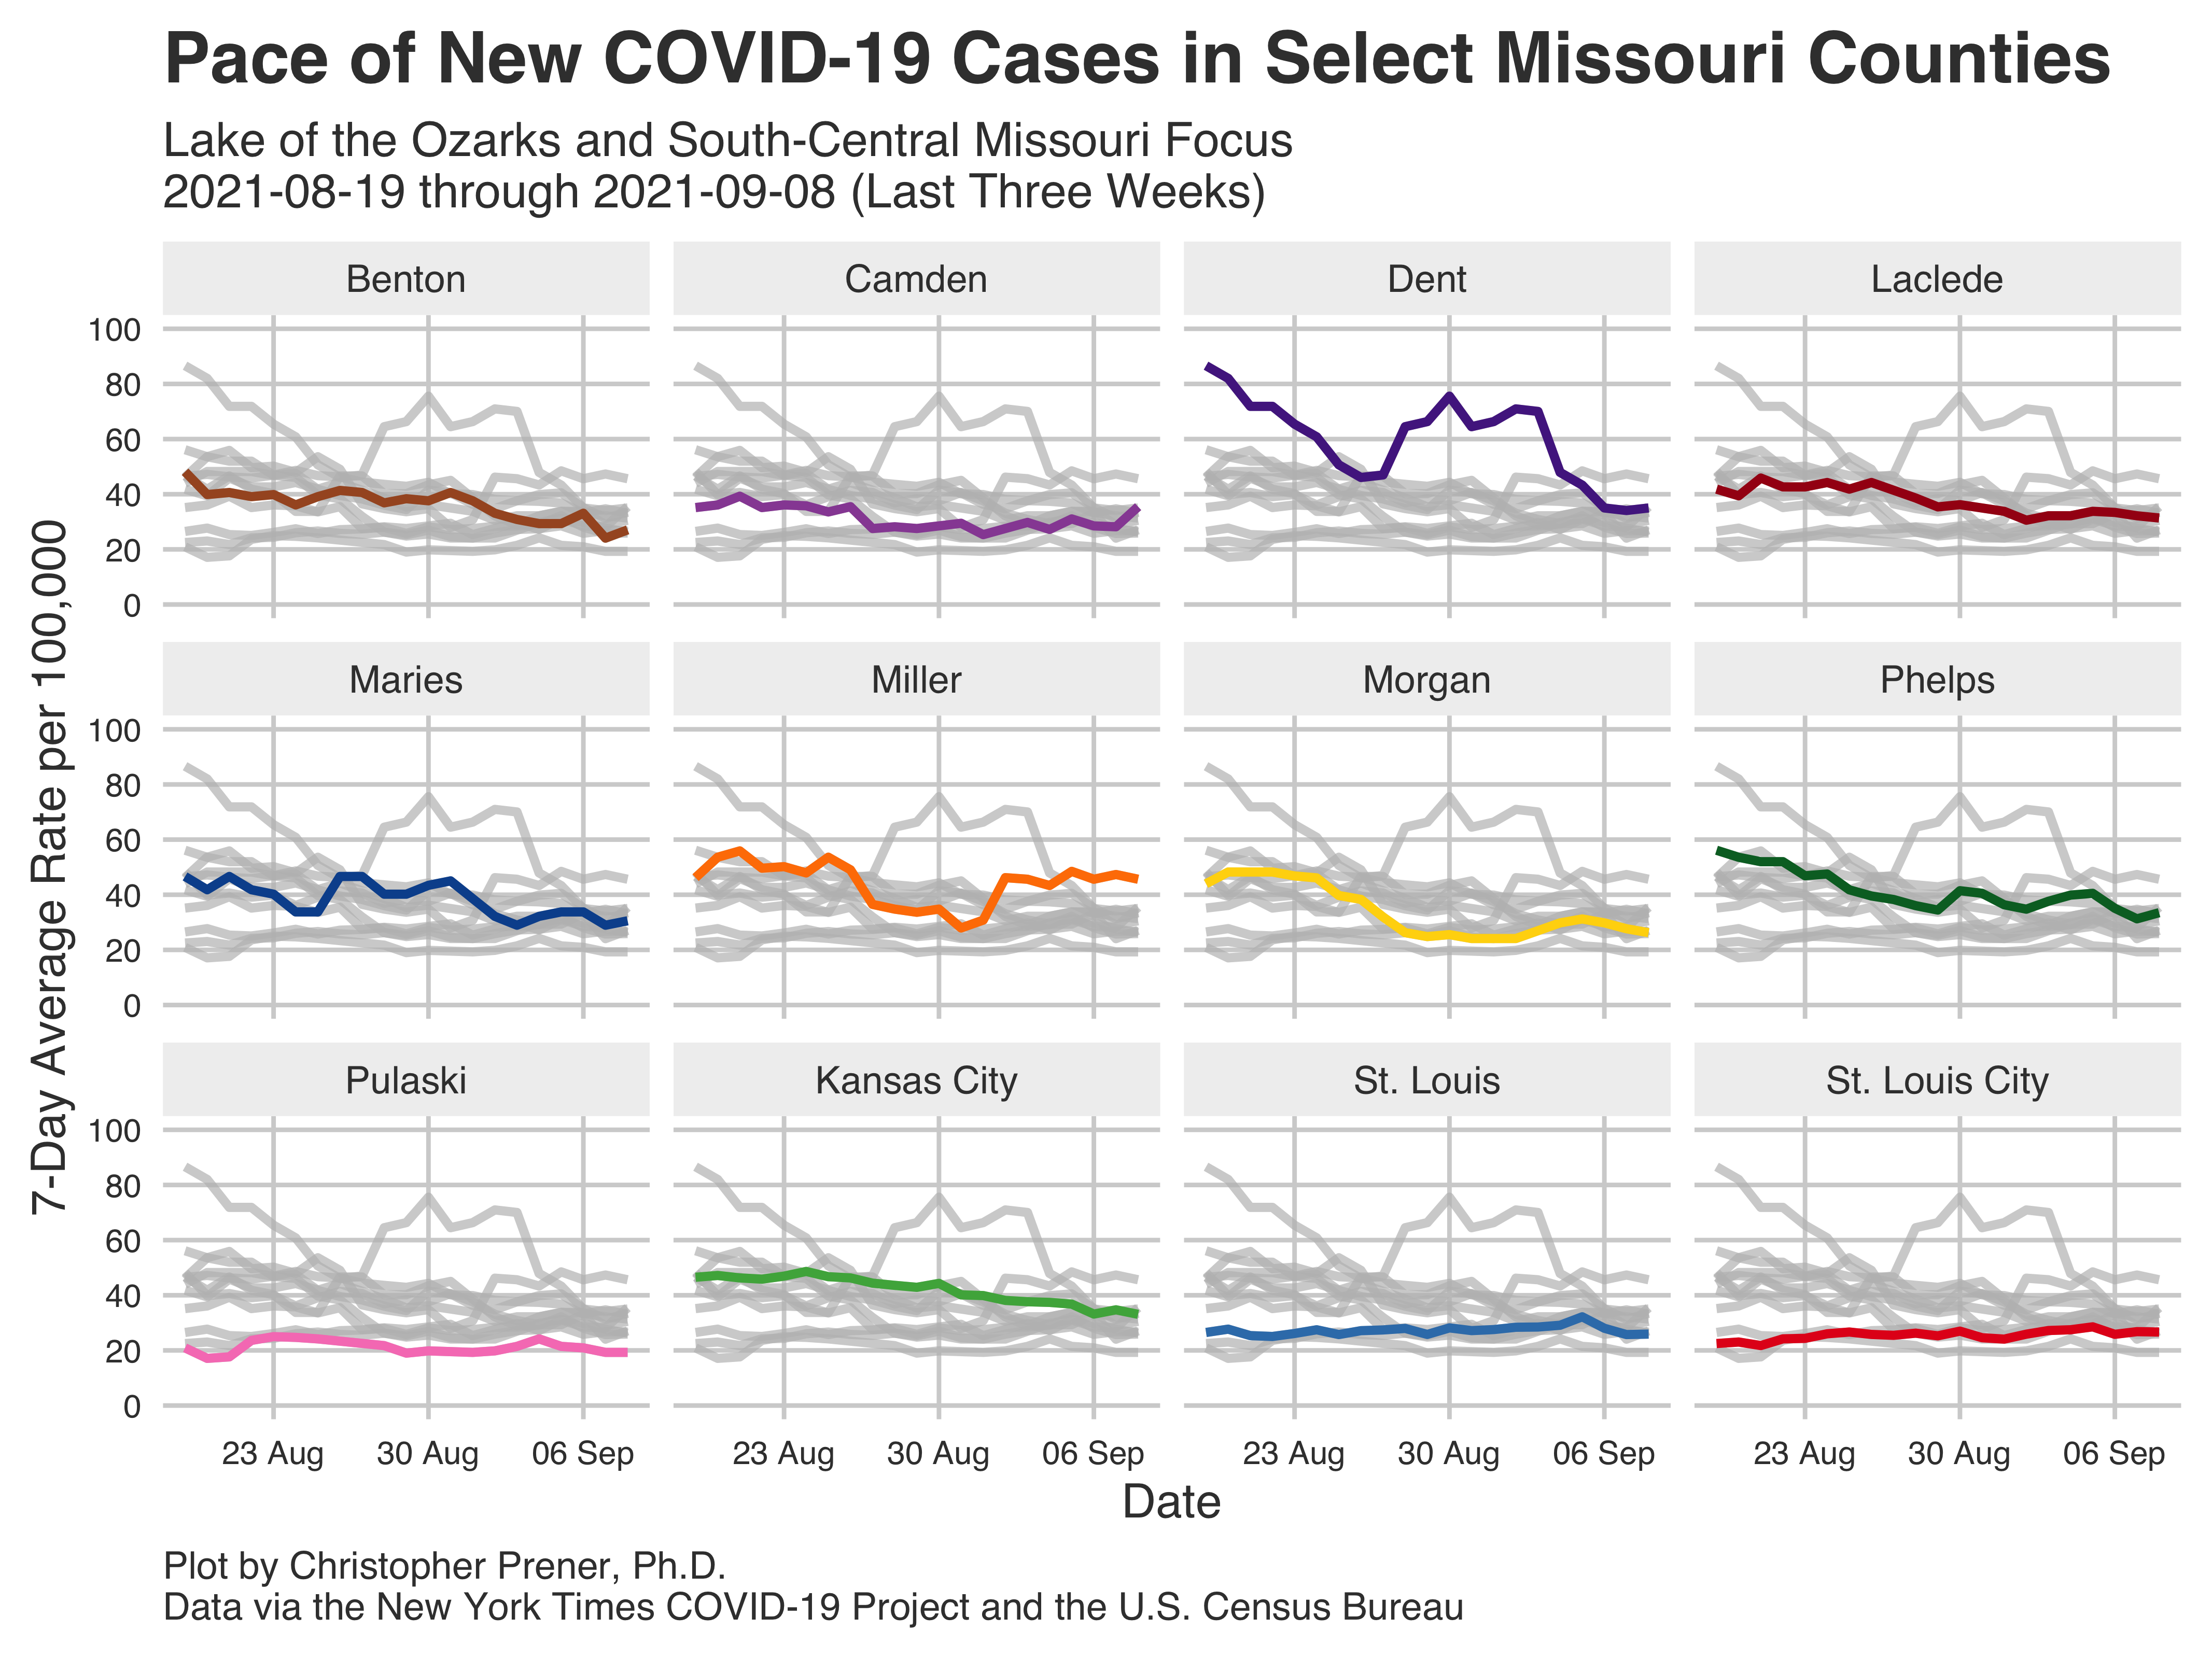 Pace of New COVID-19 Cases in Select Missouri Counties
Lake of the Ozarks and South-Central Missouri Focus
2021-08-19 through 2021-09-08 (Last Three Weeks)
7-Day Average Rate per 100,000
Benton
Camden
Dent
Laclede
100
80
60
40
20
0
Maries
Miller
Morgan
Phelps
100
80
60
40
20
0
Pulaski
Kansas City
St. Louis
St. Louis City
100
80
60
40
20
0
23 Aug
30 Aug
06 Sep
23 Aug
30 Aug
06 Sep
23 Aug
30 Aug
06 Sep
23 Aug
30 Aug
06 Sep
Date
Plot by Christopher Prener, Ph.D.
Data via the New York Times COVID-19 Project and the U.S. Census Bureau